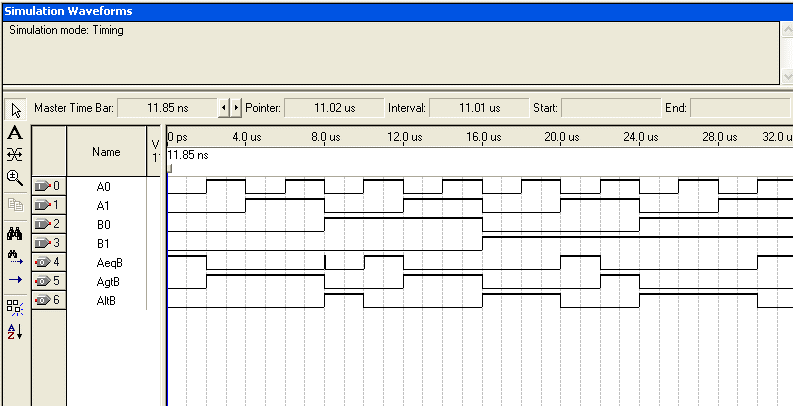 Simulation Waveforms
Simulation mode: Timing
Master Time Bar: 11.85 ns Pointer: 11.02 us Interval: 11.01 us Start: End:
Name
0 ps 4.0 us 8.0 us 12.0 us 16.0 us 20.0 us 24.0 us 28.0 us 32.0 u
11.85 ns
0 A0
1 A1
2 B0
3 B1
4 AeqB
5 AgtB
6 AltB